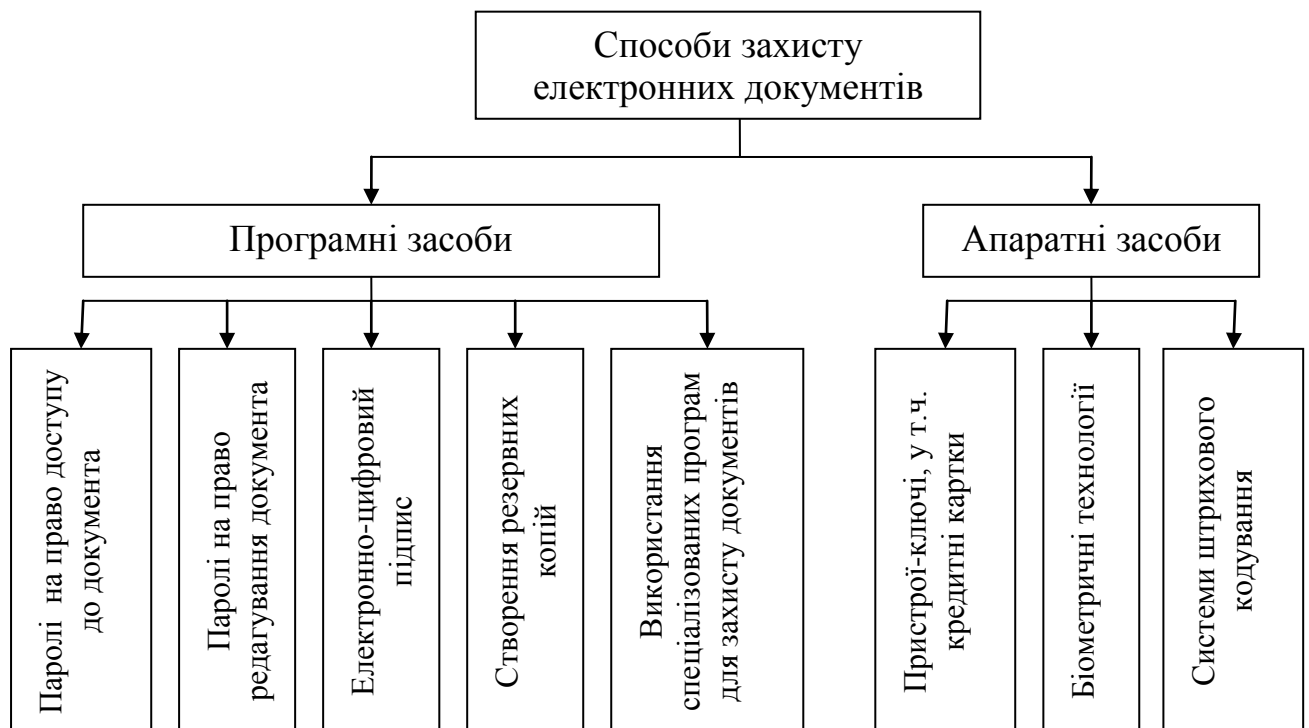 Способи захисту
електронних документів
Програмні засоби
Апаратні засоби
Паролі на право доступу
до документа
Паролі на право
редагування документа
Електронно-цифровий
підпис
Створення резервних
копій
Використання
спеціалізованих програм
для захисту документів
Пристрої-ключі, у т.ч.
кредитні картки
Біометричні технології
Системи штрихового
кодування